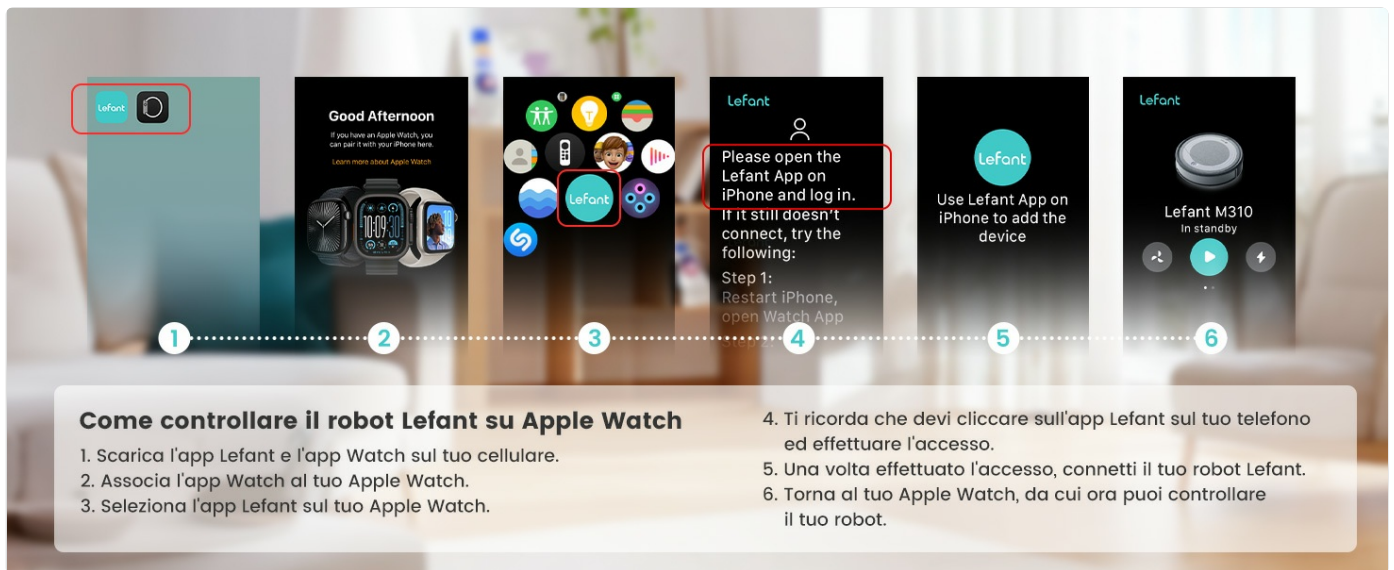 Lefant
Good Afternoon
If you have an Apple Watch, you
can pair it with your iPhone here.
Learn more about Apple Watch
10:09:30
Lefant
Lefant
Please open the
Lefant App on
iPhone and log in.
If it still doesn't
connect, try the
following:
Step 1:
Restart iPhone,
open Watch App
Step 2:
Lefant
Use Lefant App on
iPhone to add the
device
Lefant
Lefant M310
In standby
1
2
3
4
5
6
Come controllare il robot Lefant su Apple Watch
1. Scarica l'app Lefant e l'app Watch sul tuo cellulare.
2. Associa l'app Watch al tuo Apple Watch.
3. Seleziona l'app Lefant sul tuo Apple Watch.
4. Ti ricorda che devi cliccare sull'app Lefant sul tuo telefono
ed effettuare l'accesso.
5. Una volta effettuato l'accesso, connetti il tuo robot Lefant.
6. Torna al tuo Apple Watch, da cui ora puoi controllare
il tuo robot.